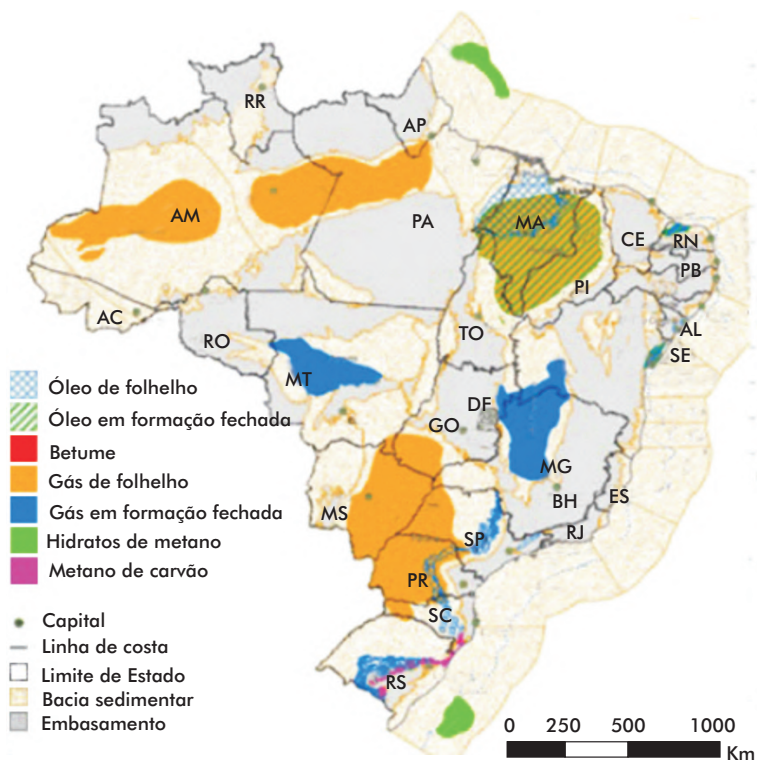 RR
AP
AM
PA
MA
CE
RN
PB
PI
AC
TO
AL
RO
SE
MT
DF
GO
MG
BH
ES
MS
SP
RJ
PR
SC
RS
Óleo de folhelho
Óleo em formação fechada
Betume
Gás de folhelho
Gás em formação fechada
Hidratos de metano
Metano de carvão
Capital
Linha de costa
Limite de Estado
Bacia sedimentar
Embasamento
0 250 500 1000
Km